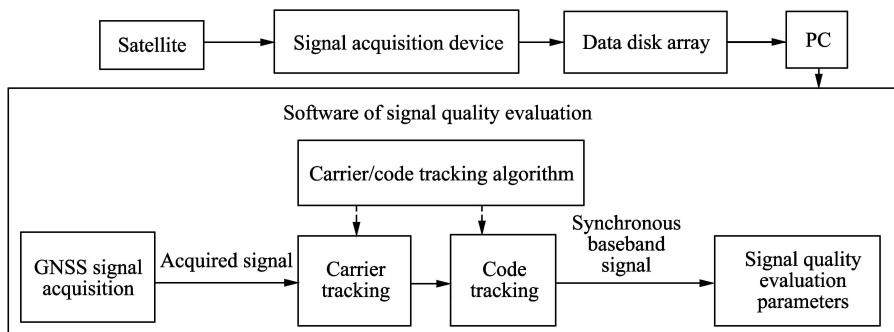 Satellite
Signal acquisition device
Data disk array
PC
Software of signal quality evaluation
Carrier/code tracking algorithm
GNSS signal
acquisition
Acquired signal
Carrier
tracking
Code
tracking
Synchronous
baseband
signal
Signal quality
evaluation
parameters